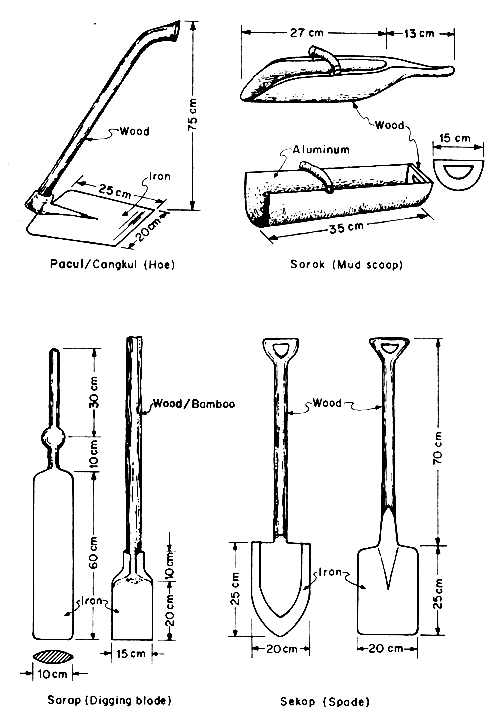 75 cm
Wood
Iron
25 cm
20 cm
Pacul/Cangkul (Hoe)
27 cm
13 cm
Wood
Aluminum
15 cm
35 cm
Sorok (Mud scoop)
30 cm
10 cm
60 cm
Iron
10 cm
Wood/Bamboo
10 cm
20 cm
15 cm
Sarap (Digging blade)
Wood
70 cm
Iron
25 cm
25 cm
20 cm
20 cm
Sekop (Spade)